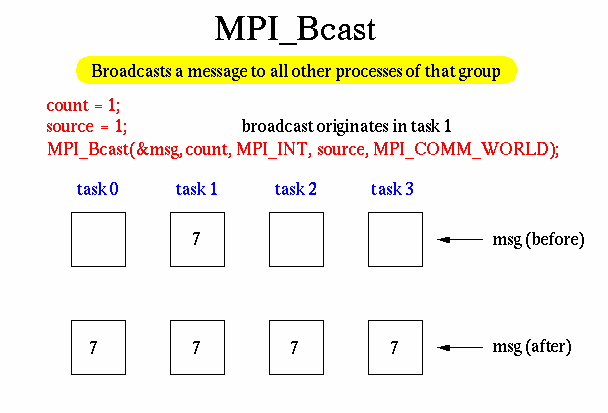 MPI_Bcast
Broadcasts a message to all other processes of that group
count = 1;
source = 1; broadcast originates in task 1
MPI_Bcast(&msg, count, MPI_INT, source, MPI_COMM_WORLD);
task 0 task 1 task 2 task 3
7 msg (before)
7 7 7 7 msg (after)